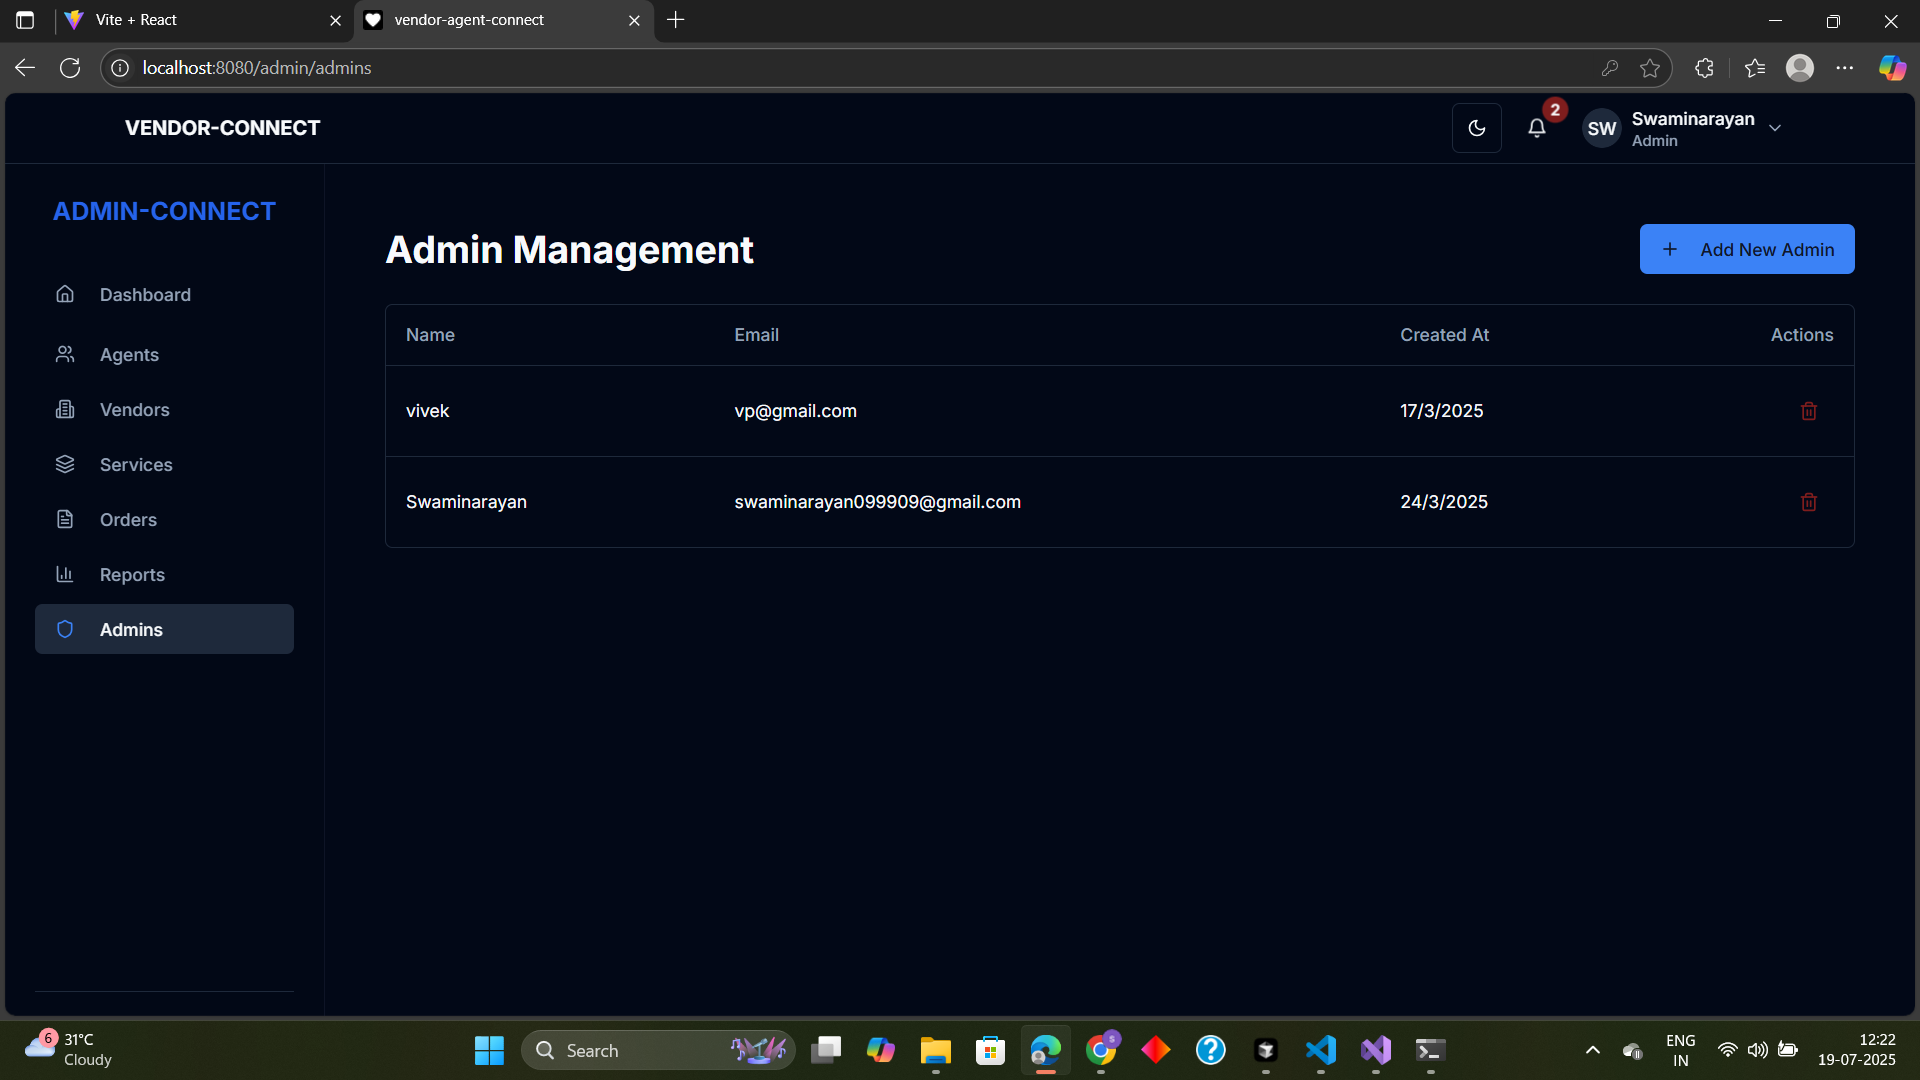 Vite + React
vendor-agent-connect
localhost:8080/admin/admins
VENDOR-CONNECT
2
SW
Swaminarayan
Admin
ADMIN-CONNECT
Dashboard
Agents
Vendors
Services
Orders
Reports
Admins
Admin Management
Add New Admin
Name Email Created At Actions
vivek vp@gmail.com 17/3/2025
Swaminarayan swaminarayan099909@gmail.com 24/3/2025
6
31°C
Cloudy
Search
S
ENG
IN
12:22
19-07-2025